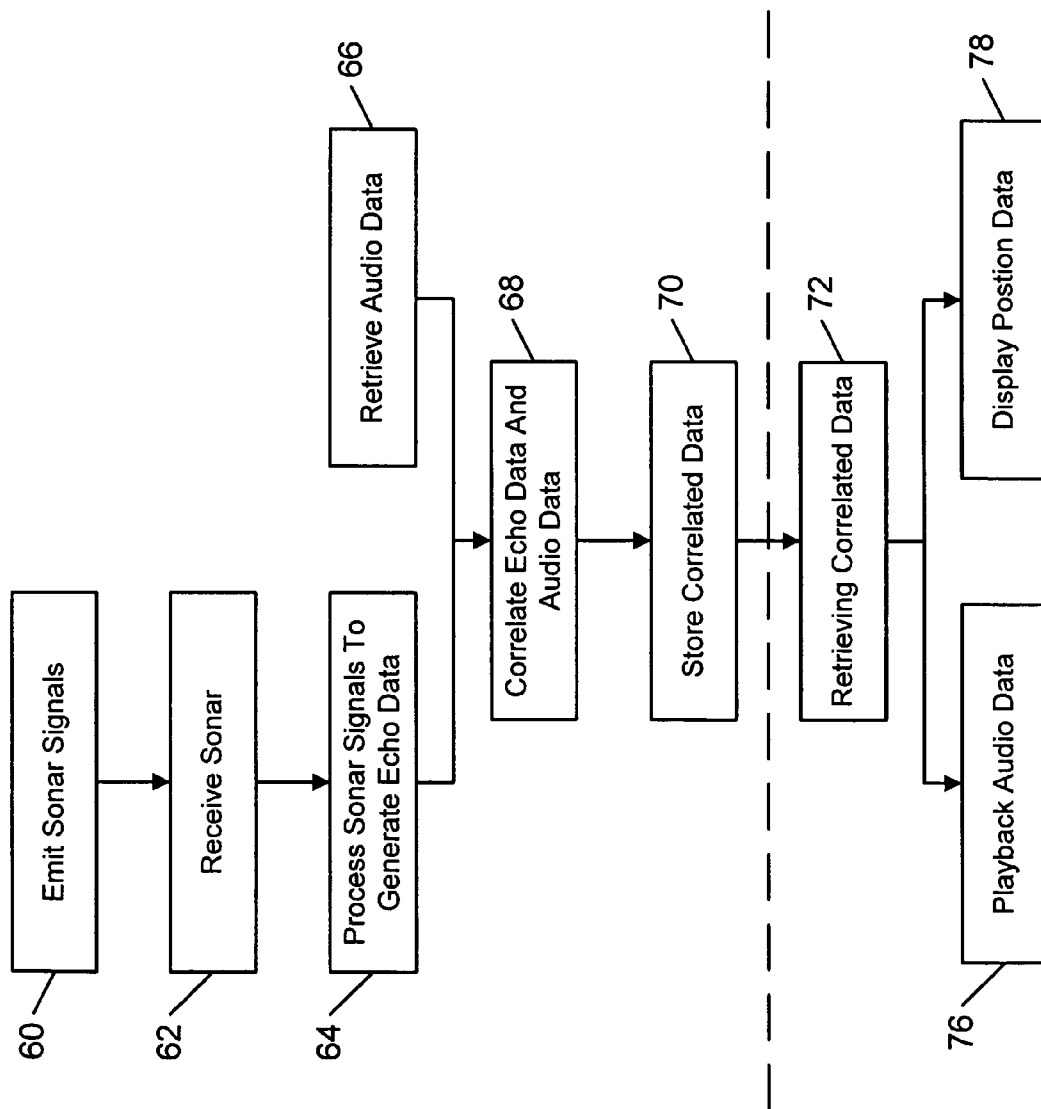 60
Emit Sonar Signals
62
Receive Sonar
64
Process Sonar Signals To
Generate Echo Data
66
Retrieve Audio Data
68
Correlate Echo Data And
Audio Data
70
Store Correlated Data
72
Retrieving Correlated Data
76
Playback Audio Data
78
Display Postion Data